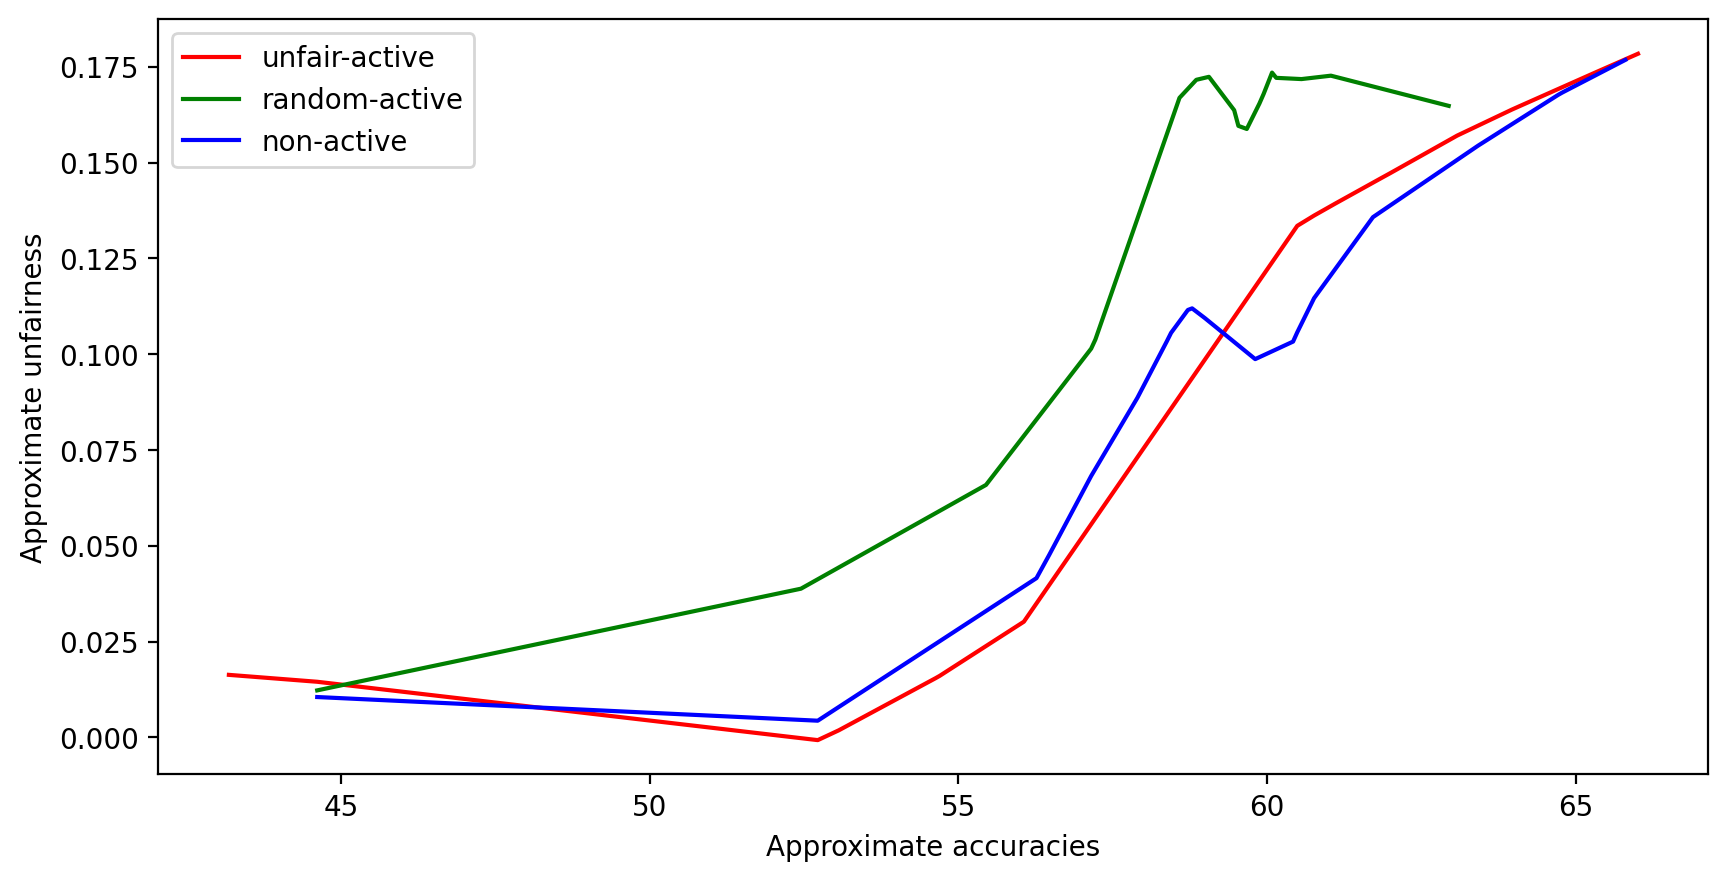 unfair-active
random-active
non-active
Approximate unfairness
0.175
0.150
0.125
0.100
0.075
0.050
0.025
0.000
45 50 55 60 65
Approximate accuracies